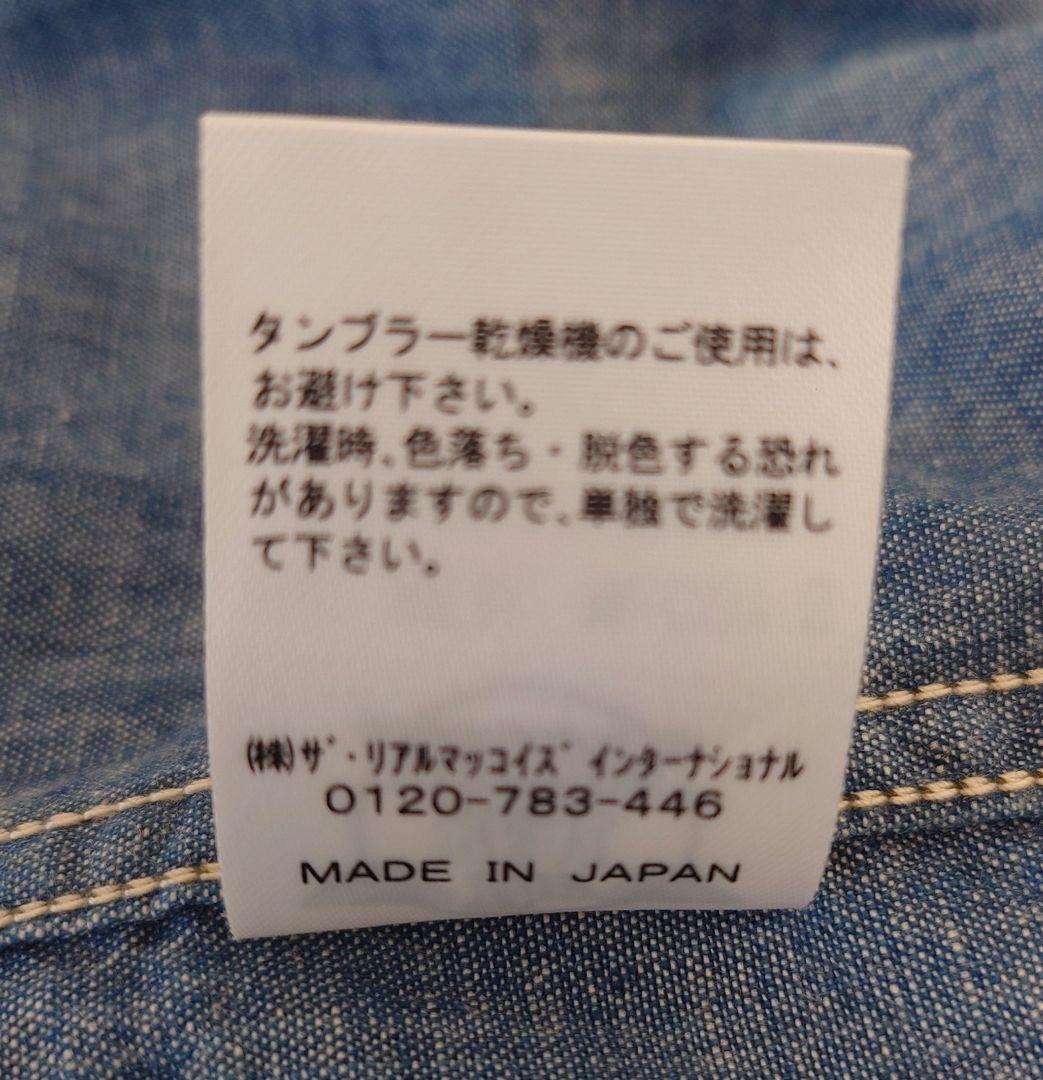 タンブラー乾燥機のご使用は、
お避け下さい。
洗濯時、色落ち・脱色する恐れ
がありますので、単独で洗濯し
て下さい。
㈱ｻﾞ・ﾘｱﾙﾏｯｺｲｽﾞ ｲﾝﾀｰﾅｼｮﾅﾙ
0120-783-446
MADE IN JAPAN